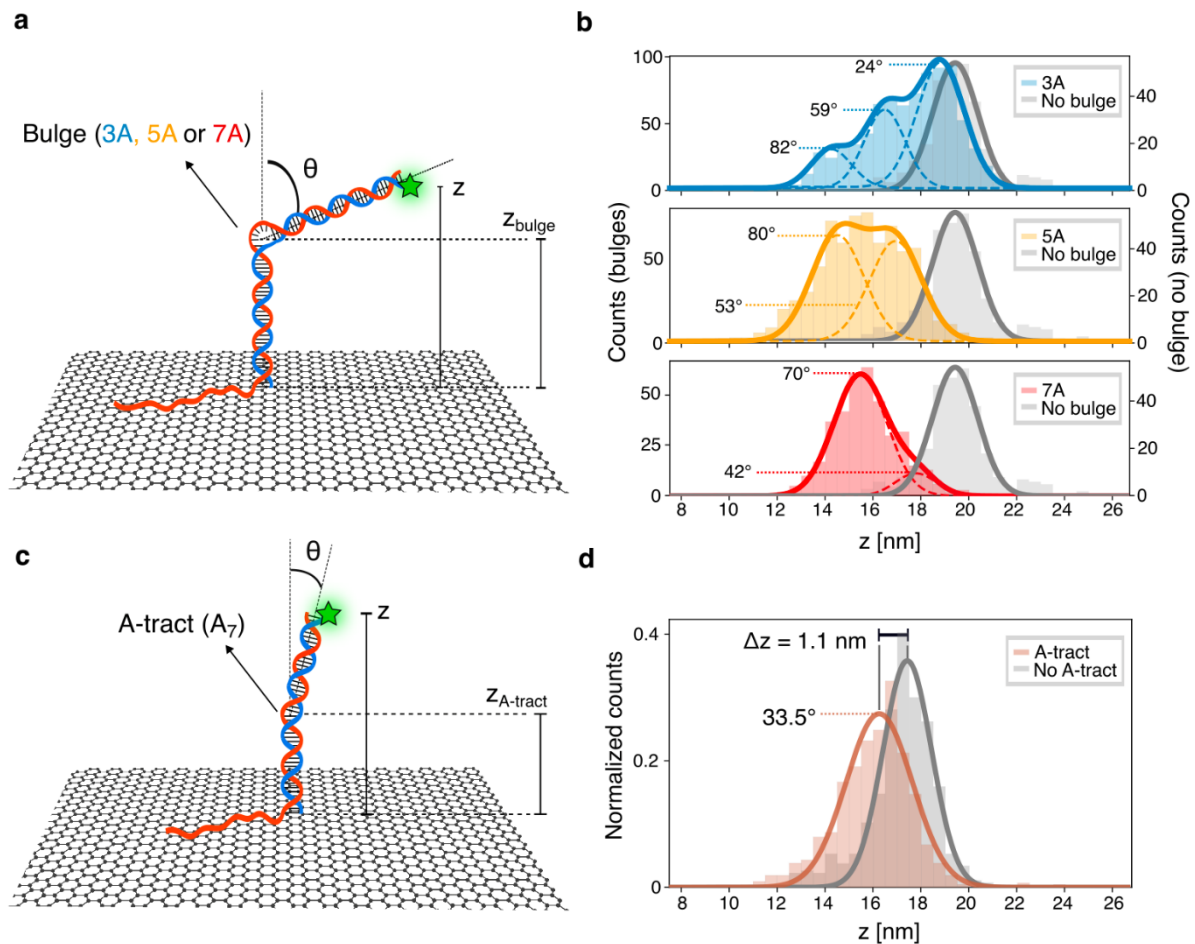 a
Bulge (3A, 5A or 7A)
θ
z
z_bulge
b
100
50
0
24°
59°
82°
3A
No bulge
40
20
0
50
0
80°
53°
5A
No bulge
40
20
0
50
25
0
70°
42°
7A
No bulge
40
20
0
Counts (bulges)
Counts (no bulge)
8 10 12 14 16 18 20 22 24 26
z [nm]
c
θ
A-tract (A₇)
z
z_A-tract
d
Δz = 1.1 nm
33.5°
A-tract
No A-tract
0.4
0.2
0
Normalized counts
8 10 12 14 16 18 20 22 24 26
z [nm]